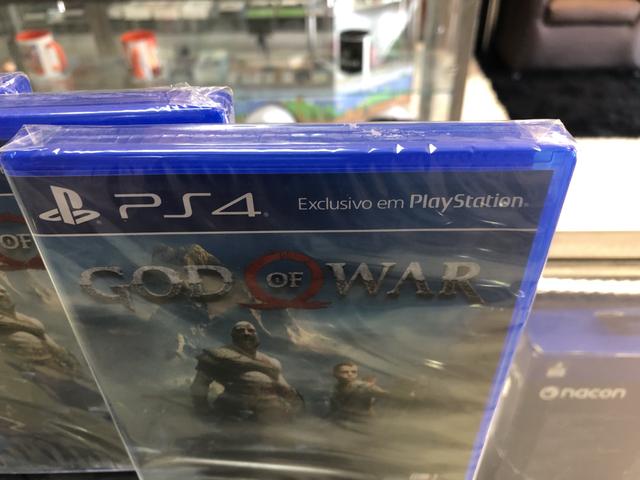 PS4
Exclusivo em PlayStation
GOD OF WAR
nacon